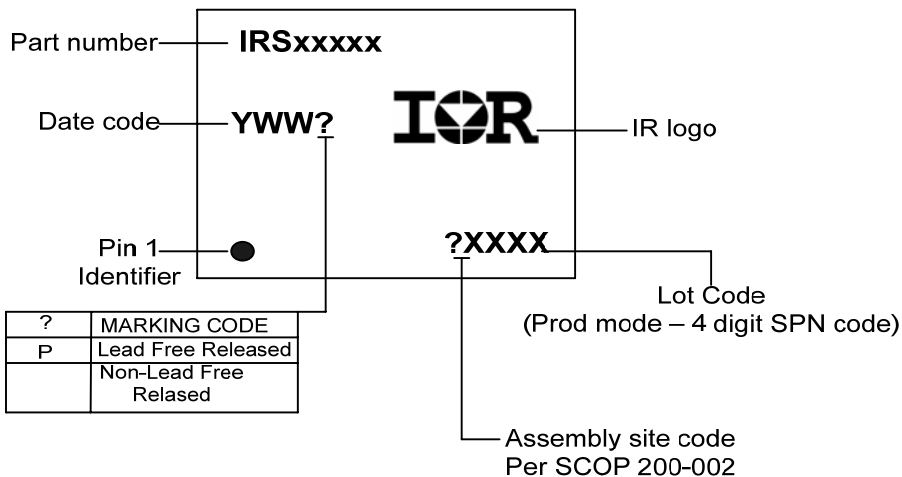 Part number
IRSxxxxx
Date code
YWW?
IOR
IR logo
Pin 1
Identifier
?XXXX
Lot Code
(Prod mode – 4 digit SPN code)
? MARKING CODE
P Lead Free Released
Non-Lead Free
Relased
Assembly site code
Per SCOP 200-002